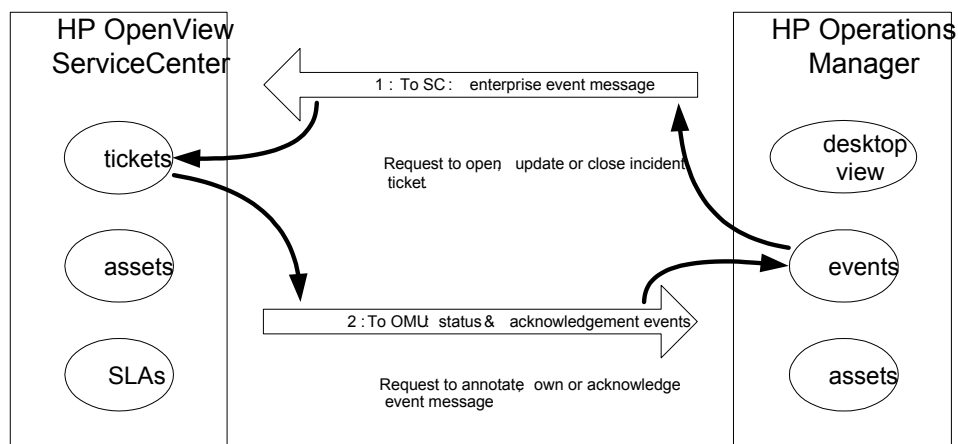 HP OpenView
ServiceCenter
HP Operations
Manager
1 : To SC : enterprise event message
tickets
desktop
view
Request to open, update or close incident
ticket.
assets
events
2 : To OMU: status & acknowledgement events
SLAs
assets
Request to annotate, own or acknowledge
event message